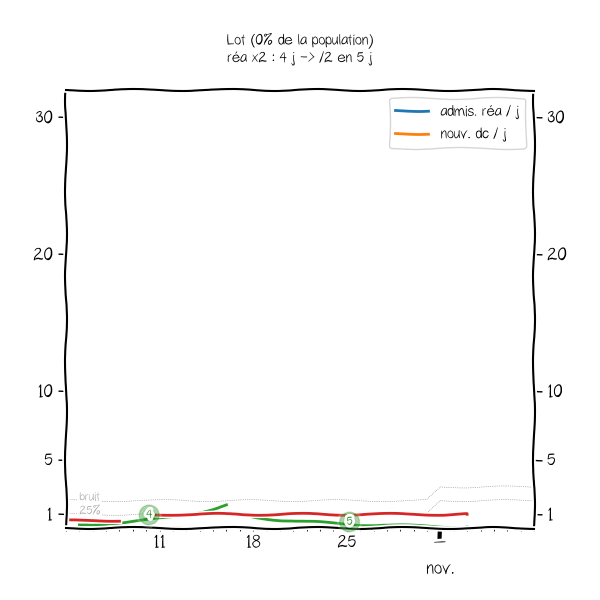 Lot (0% de la population)
réa x2 : 4 j -> /2 en 5 j
admis. réa / j
nouv. dc / j
30
30
20
20
10
10
5
5
bruit
25%
1
1
4
5
11
18
25
1
nov.